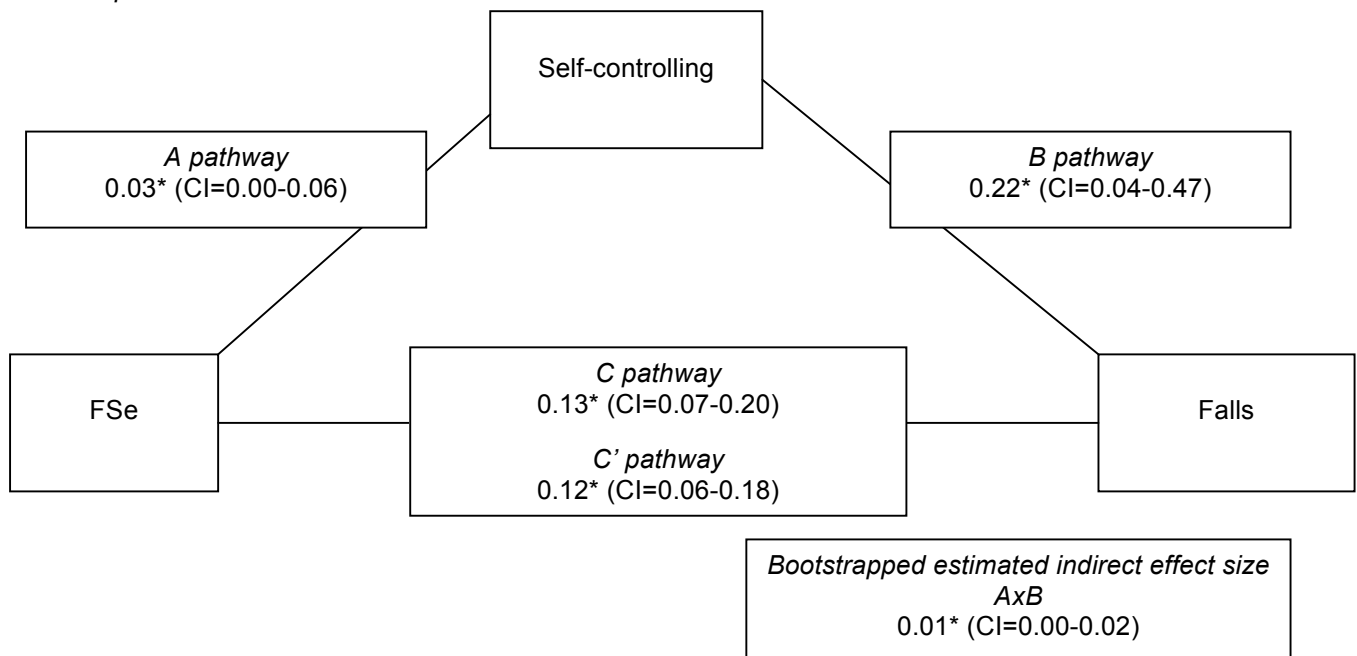 Self-controlling
A pathway
0.03* (CI=0.00-0.06)
B pathway
0.22* (CI=0.04-0.47)
FSe
C pathway
0.13* (CI=0.07-0.20)
C’ pathway
0.12* (CI=0.06-0.18)
Falls
Bootstrapped estimated indirect effect size
AxB
0.01* (CI=0.00-0.02)